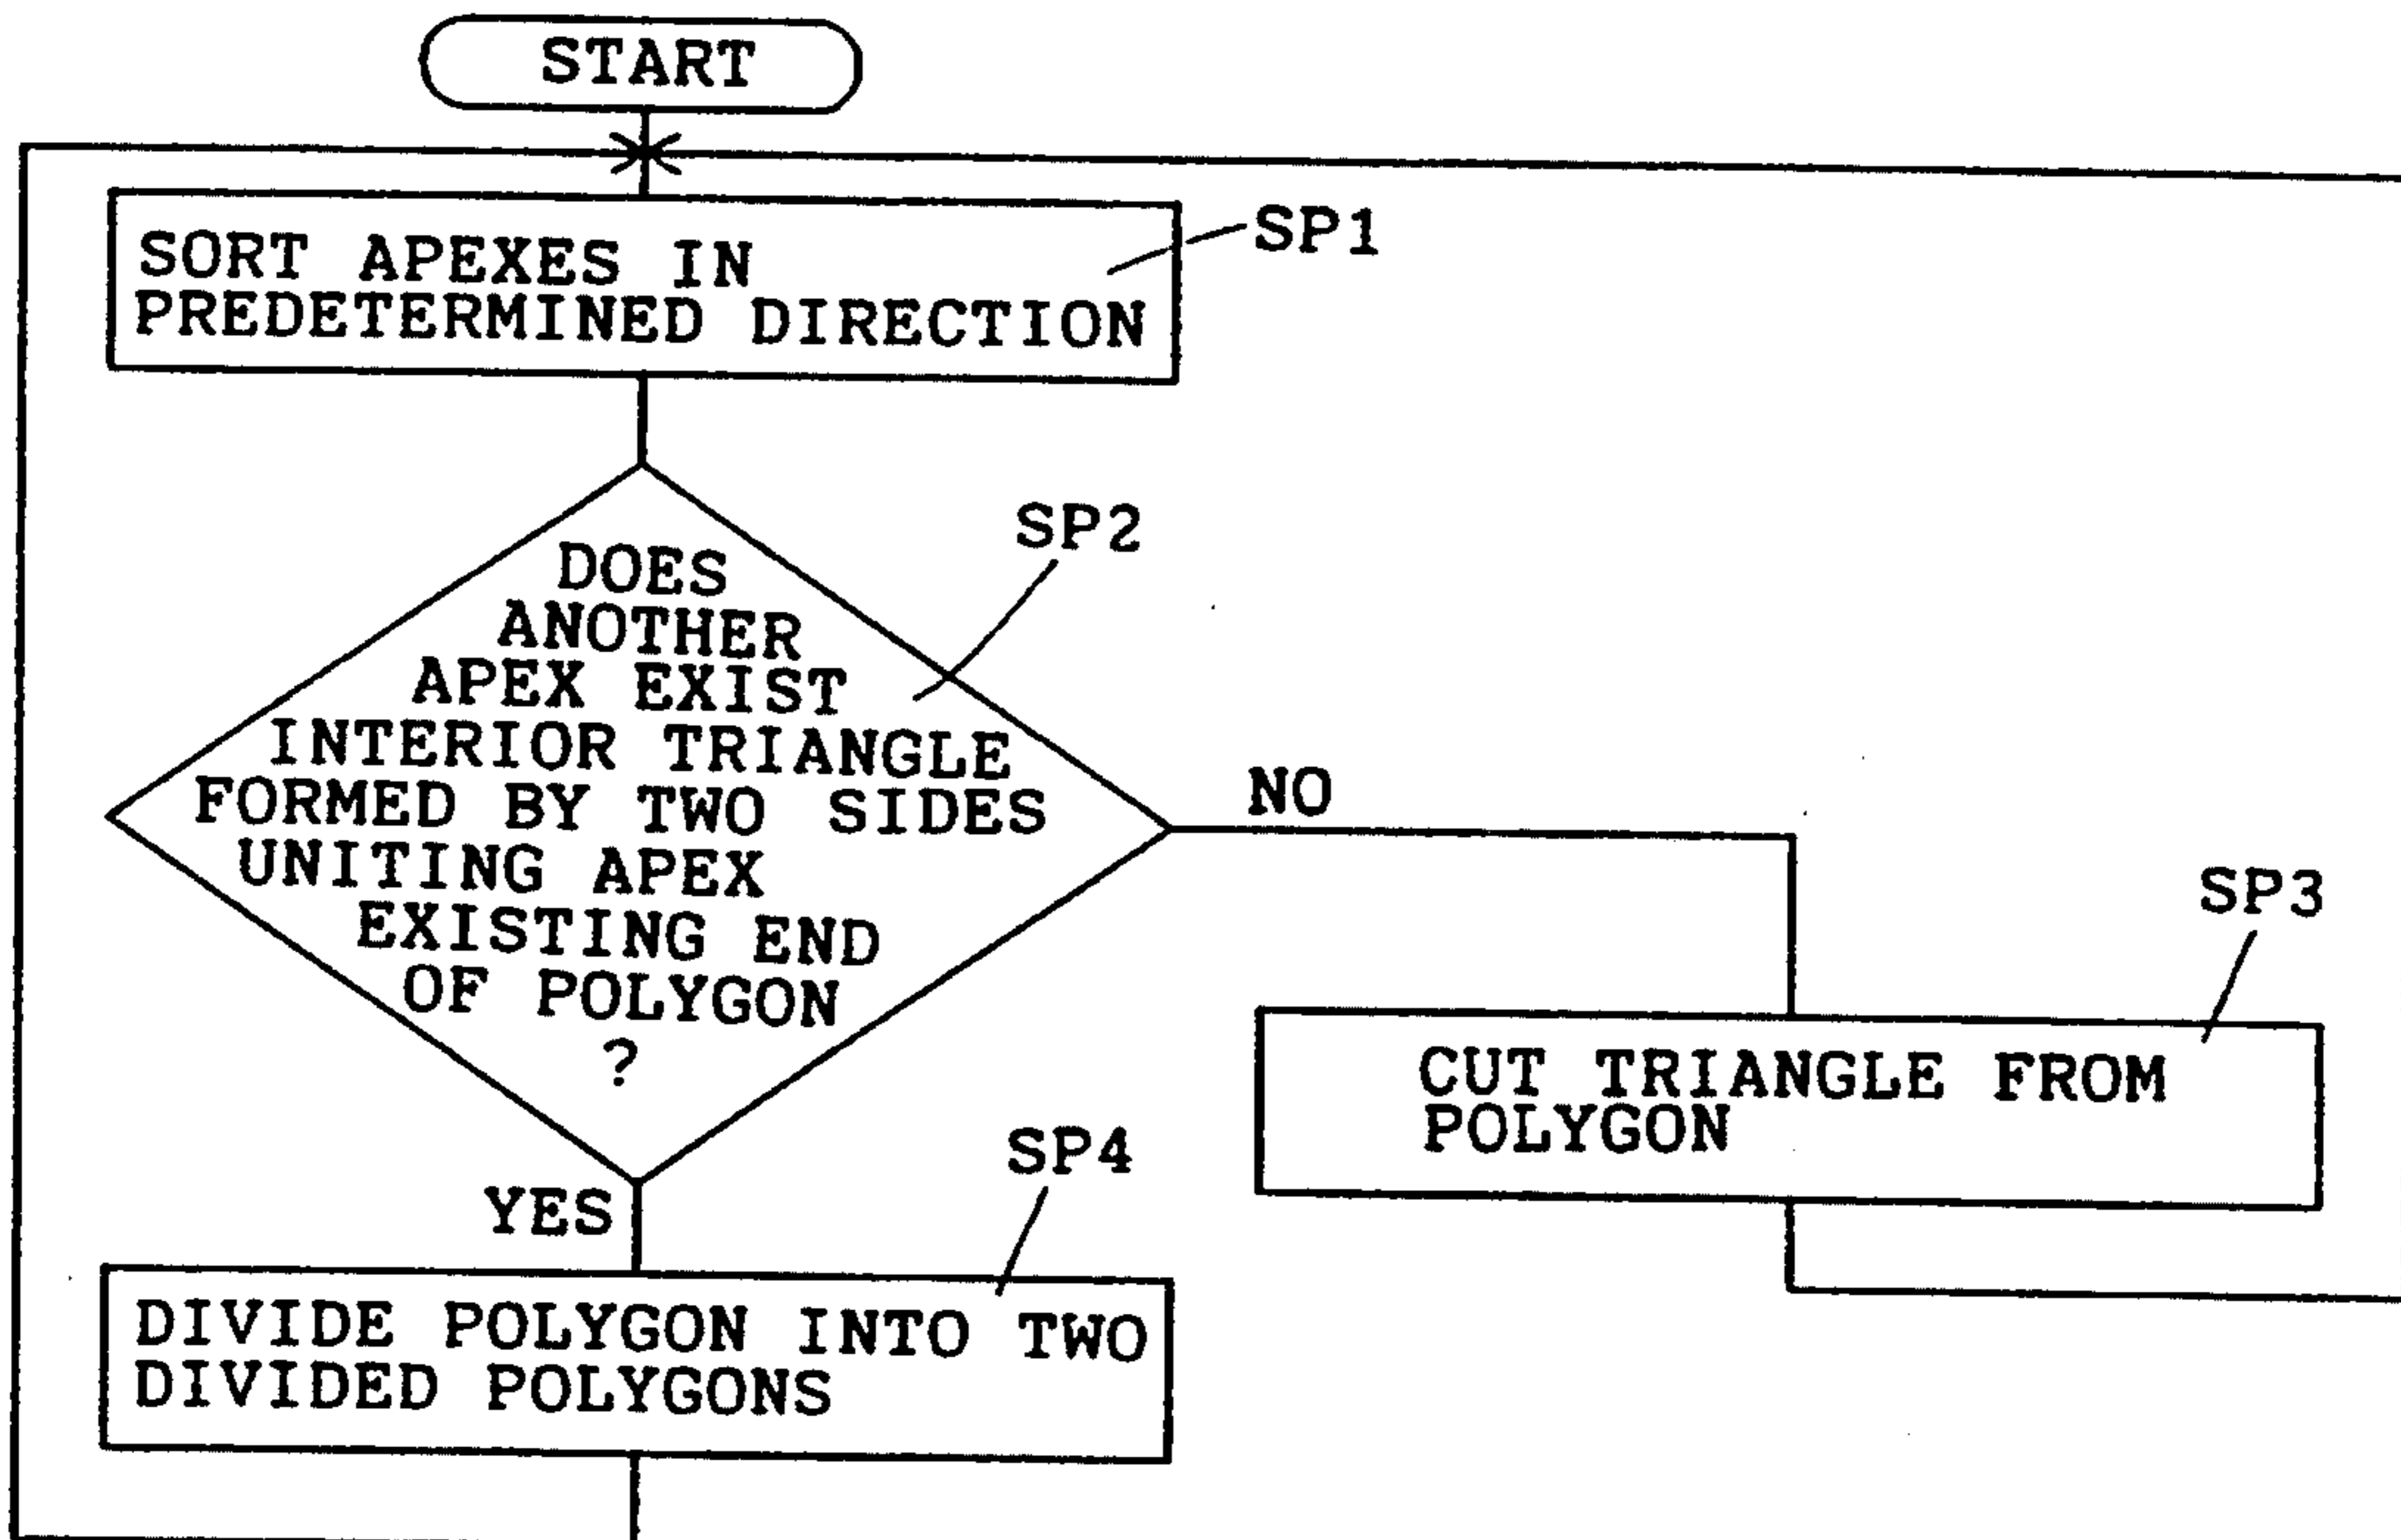 START
SP1
SORT APEXES IN
PREDETERMINED DIRECTION
SP2
DOES
ANOTHER
APEX EXIST
INTERIOR TRIANGLE
FORMED BY TWO SIDES
UNITING APEX
EXISTING END
OF POLYGON
?
NO
SP3
CUT TRIANGLE FROM
POLYGON
YES
SP4
DIVIDE POLYGON INTO TWO
DIVIDED POLYGONS